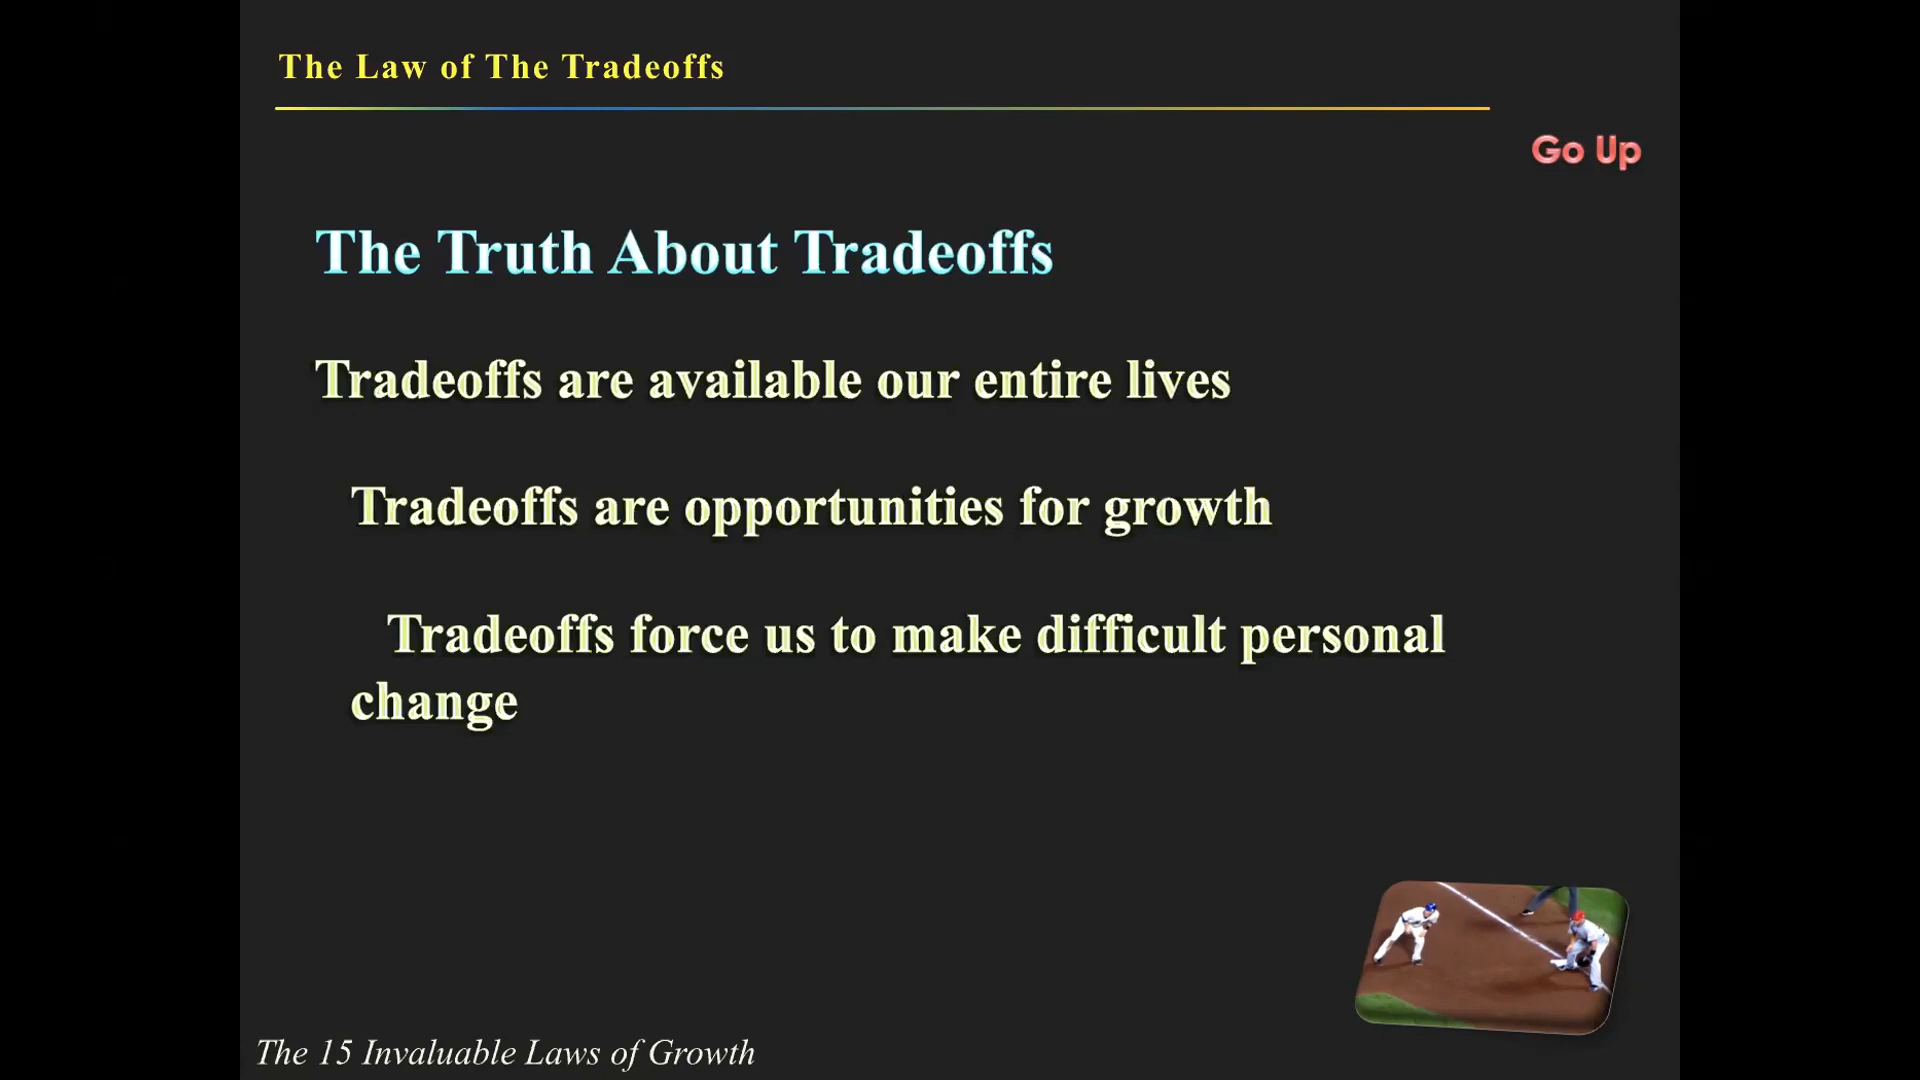 The Law of The Tradeoffs
Go Up
The Truth About Tradeoffs
Tradeoffs are available our entire lives
Tradeoffs are opportunities for growth
Tradeoffs force us to make difficult personal
change
The 15 Invaluable Laws of Growth